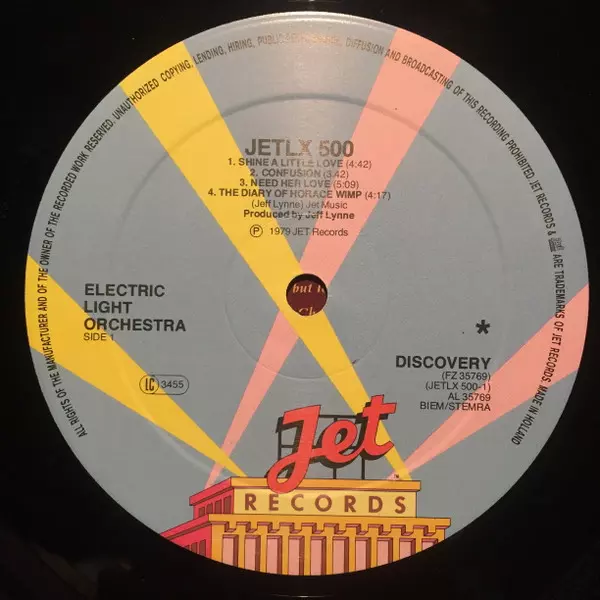 ALL RIGHTS OF THE MANUFACTURER AND OF THE OWNER OF THE RECORDED WORK RESERVED. UNAUTHORIZED COPYING, LENDING, HIRING, PUBLIC PERFORMANCE, DIFFUSION AND BROADCASTING OF THIS RECORDING PROHIBITED. JET RECORDS & ARE TRADEMARKS OF JET RECORDS. MADE IN HOLLAND
JETLX 500
1. SHINE A LITTLE LOVE (4:42)
2. CONFUSION (3.42)
3. NEED HER LOVE (5:09)
4. THE DIARY OF HORACE WIMP (4:17)
(Jeff Lynne) Jet Music
Produced by Jeff Lynne
Ⓟ 1979 JET Records
but
ELECTRIC
LIGHT
ORCHESTRA
SIDE 1
LC 3455
*
DISCOVERY
(FZ 35769)
(JETLX 500-1)
AL 35769
BIEM/STEMRA
Jet
TM
RECORDS